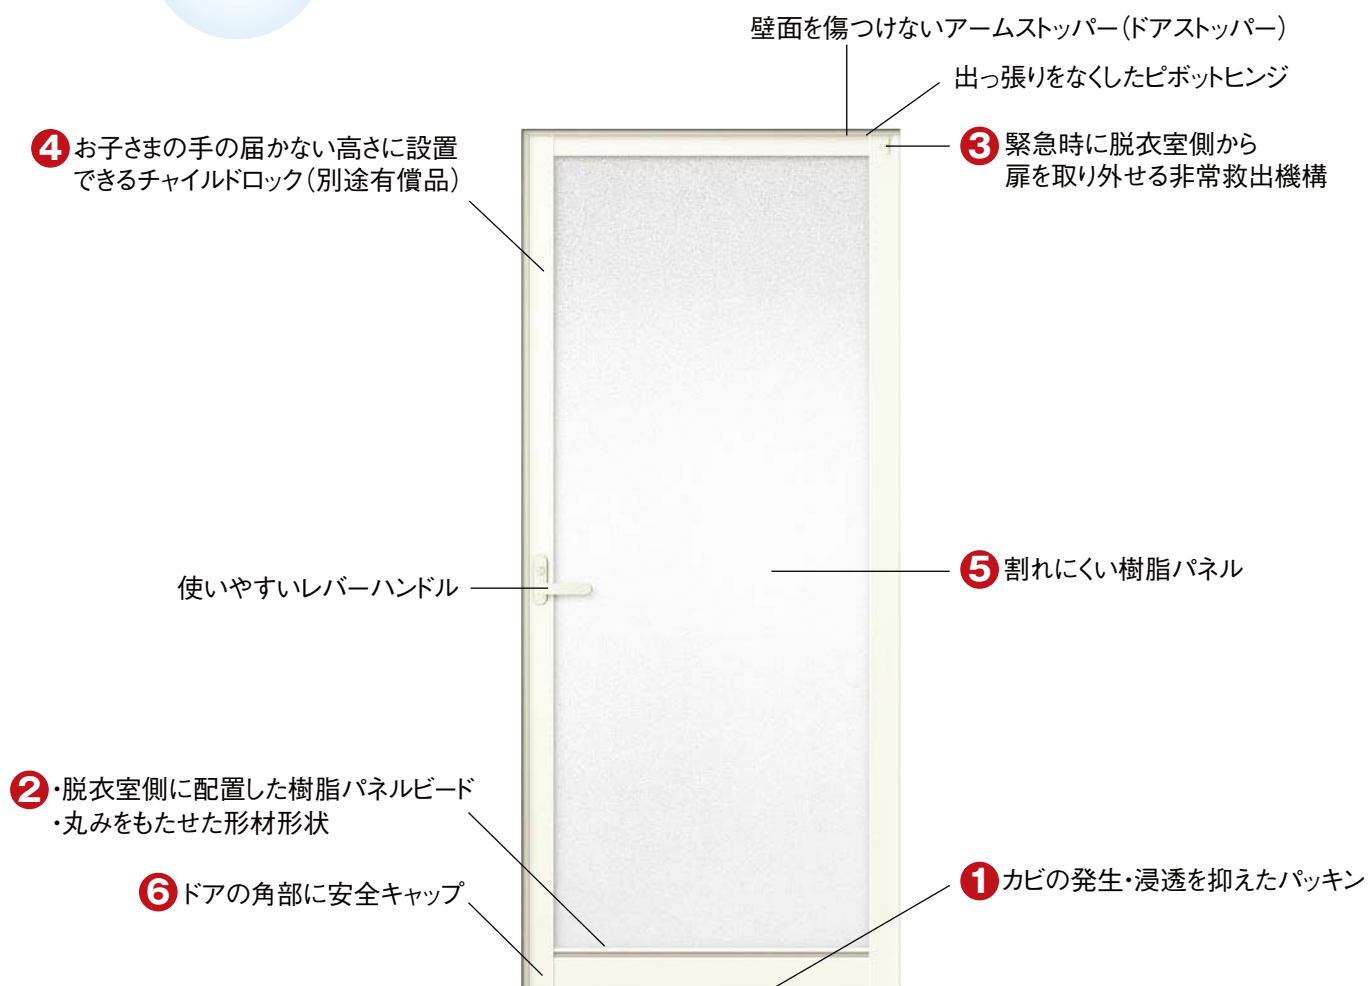 壁面を傷つけないアームストッパー(ドアストッパー)
出っ張りをなくしたピボットヒンジ
④ お子さまの手の届かない高さに設置
できるチャイルドロック(別途有償品)
③ 緊急時に脱衣室側から
扉を取り外せる非常救出機構
使いやすいレバーハンドル
⑤ 割れにくい樹脂パネル
② ・脱衣室側に配置した樹脂パネルビード
・丸みをもたせた形材形状
⑥ ドアの角部に安全キャップ
① カビの発生・浸透を抑えたパッキン